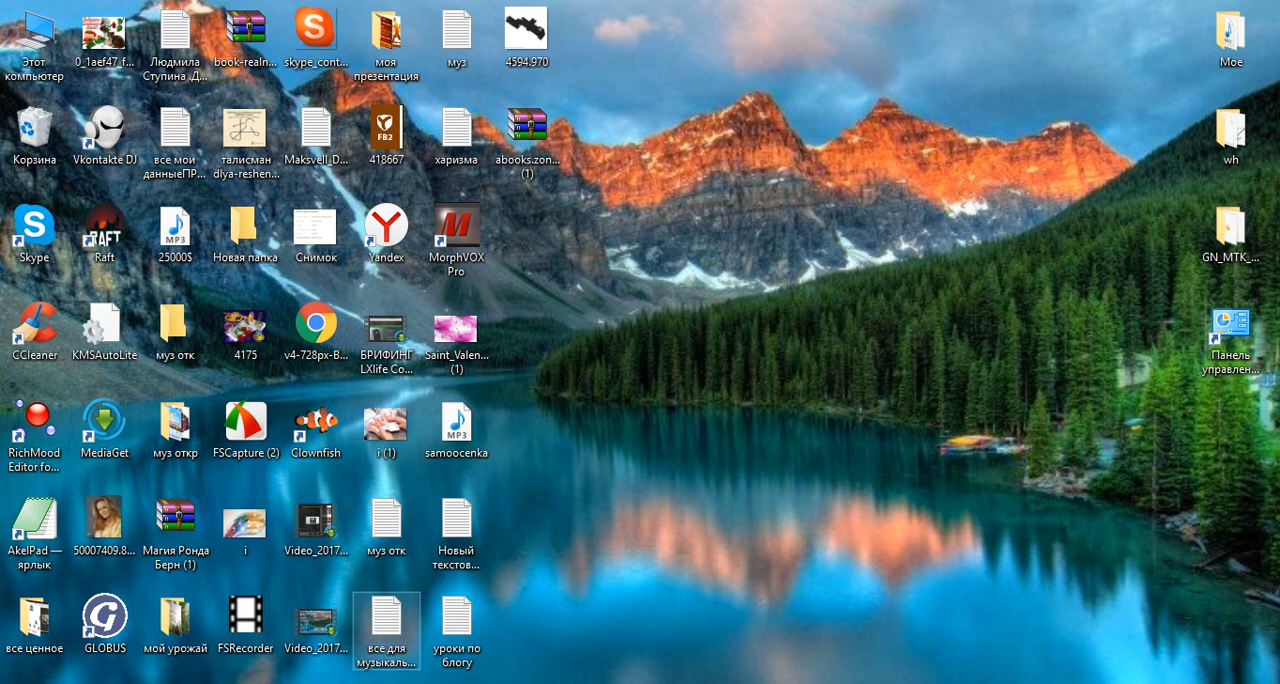 Этот
компьютер
0_1aef47_f...
Людмила
Ступина ,Д...
book-realn...
skype_cont...
моя
презентация
муз
4594.970
Мое
Корзина
Vkontakte DJ
все мои
данныеПР...
талисман
dlya-reshen...
Maksvell_D...
FB2
418667
харизма
abooks.zon...
(1)
wh
Skype
RAFT
Raft
MP3
25000$
Новая папка
Снимок
Yandex
MorphVOX
Pro
GN_МТК_...
CCleaner
KMSAutoLite
муз отк
4175
v4-728px-B...
БРИФИНГ
LXlife Co...
Saint_Valen...
(1)
Панель
управлен...
RichMood
Editor fo...
MediaGet
муз откр
FSCapture (2)
Clownfish
i (1)
MP3
samoocenka
AkelPad —
ярлык
50007409.8...
Магия Ронда
Берн (1)
i
Video_2017...
муз отк
Новый
текстов...
все ценное
GLOBUS
мой урожай
FSRecorder
Video_2017...
все для
музыкаль...
уроки по
блогу